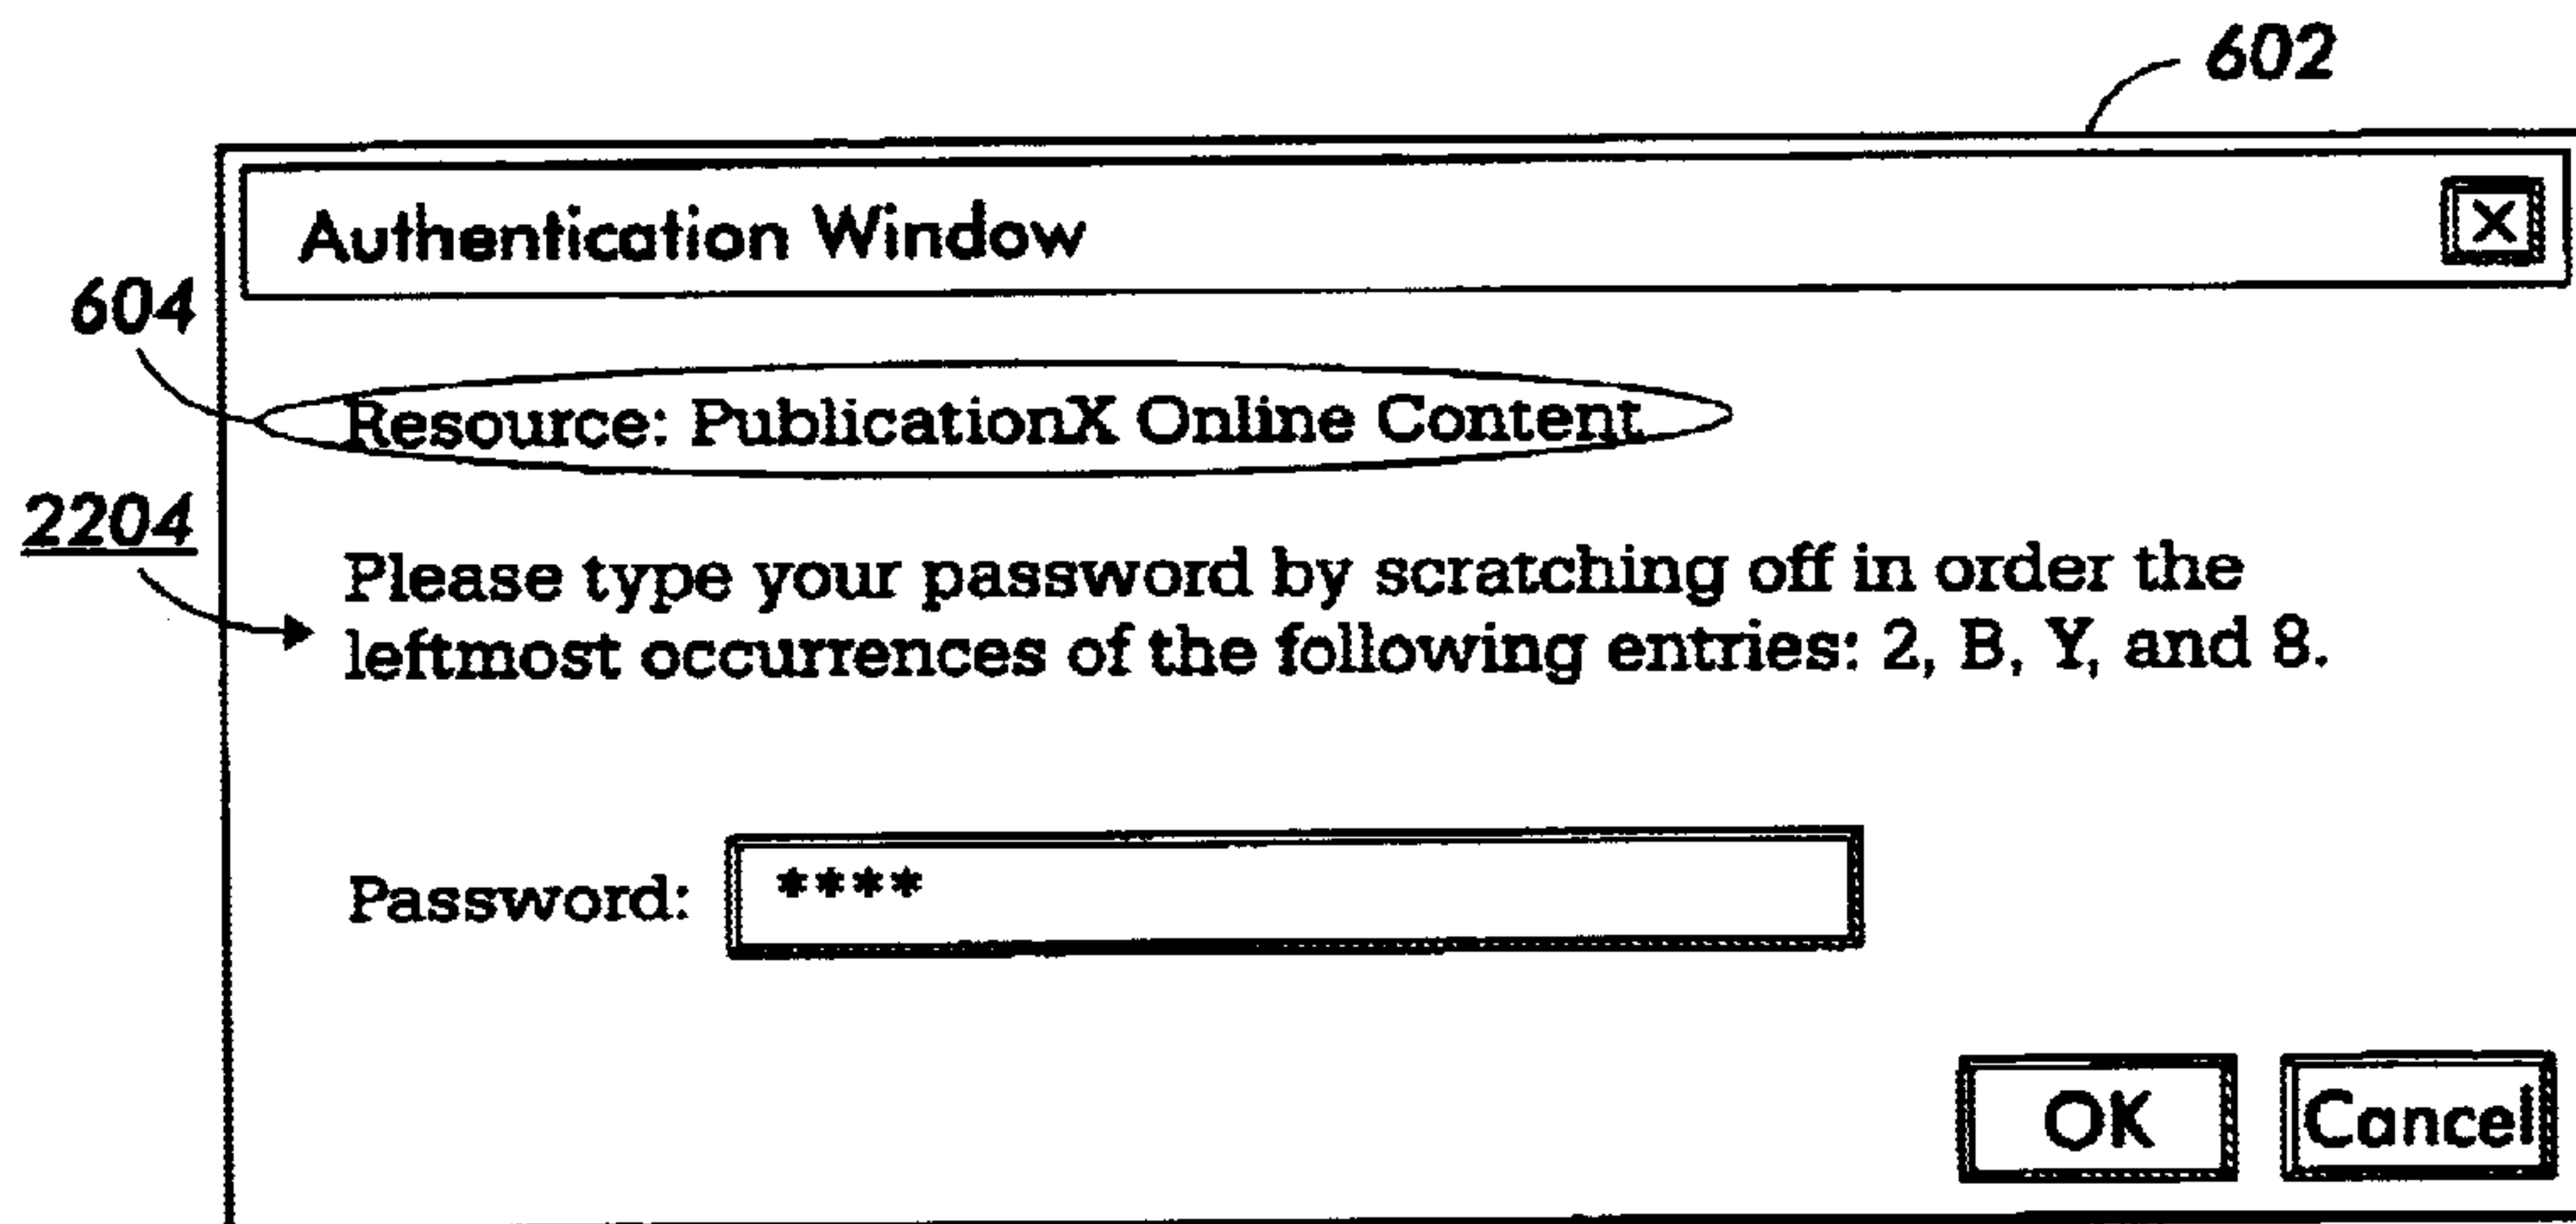 602
Authentication Window X
604
Resource: PublicationX Online Content
2204
Please type your password by scratching off in order the
leftmost occurrences of the following entries: 2, B, Y, and 8.
Password: ****
OK Cancel